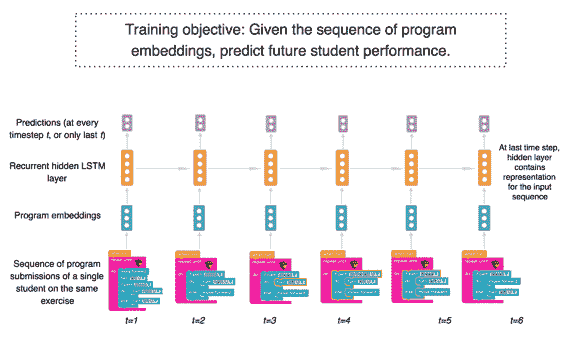 Training objective: Given the sequence of program
embeddings, predict future student performance.
Predictions (at every
timestep t, or only last t)
Recurrent hidden LSTM
layer
At last time step,
hidden layer
contains
representation
for the input
sequence
Program embeddings
Sequence of program
submissions of a single
student on the same
exercise
t=1
t=2
t=3
t=4
t=5
t=6